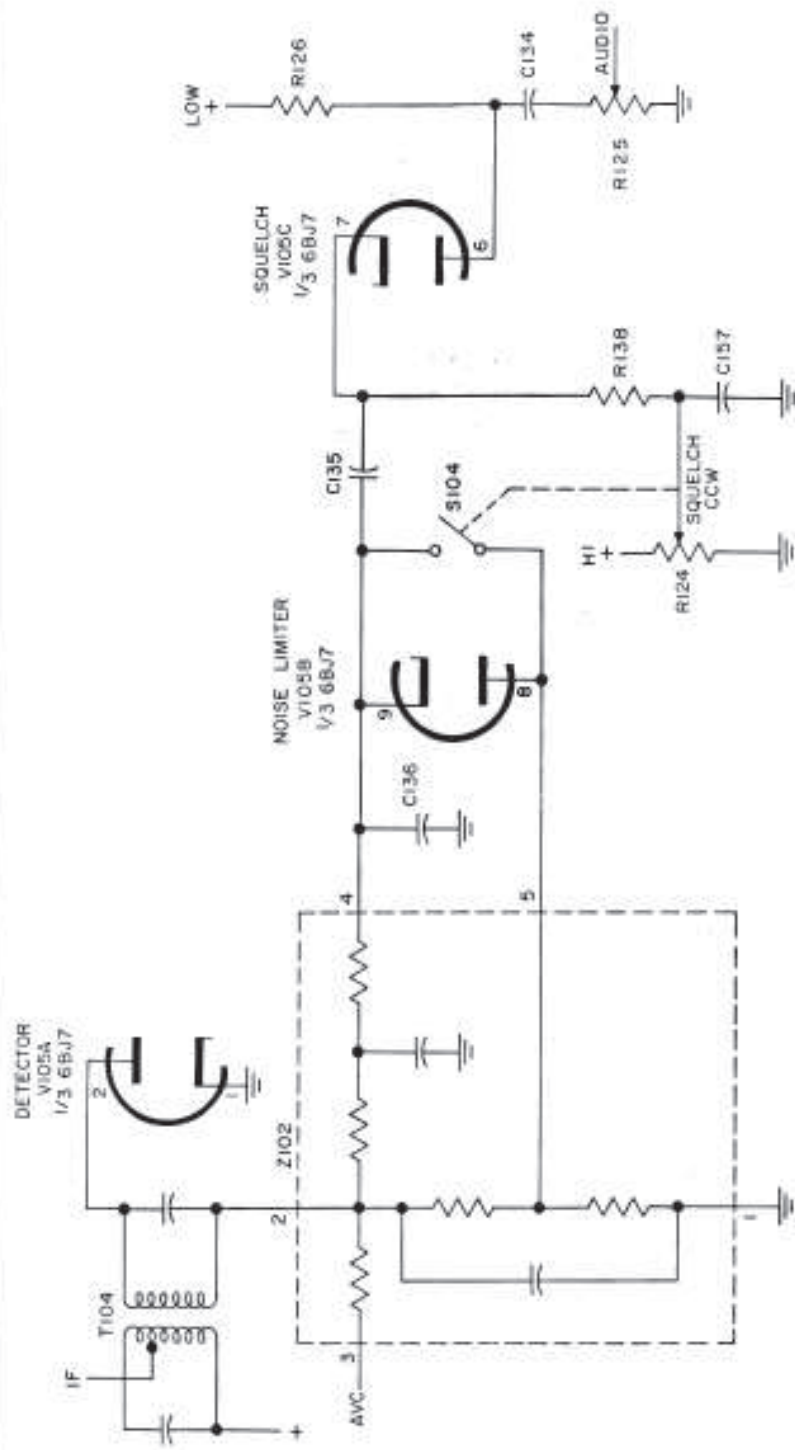 DETECTOR
V105A
1/3 6BJ7
2
1
T104
IF
+
AVC
3
2
Z102
1
4
5
C136
NOISE LIMITER
V105B
1/3 6BJ7
9
8
C135
S104
HI
+
R124
SQUELCH
CCW
R138
C157
SQUELCH
V105C
1/3 6BJ7
7
6
LOW
+
R126
C134
R125
AUDIO